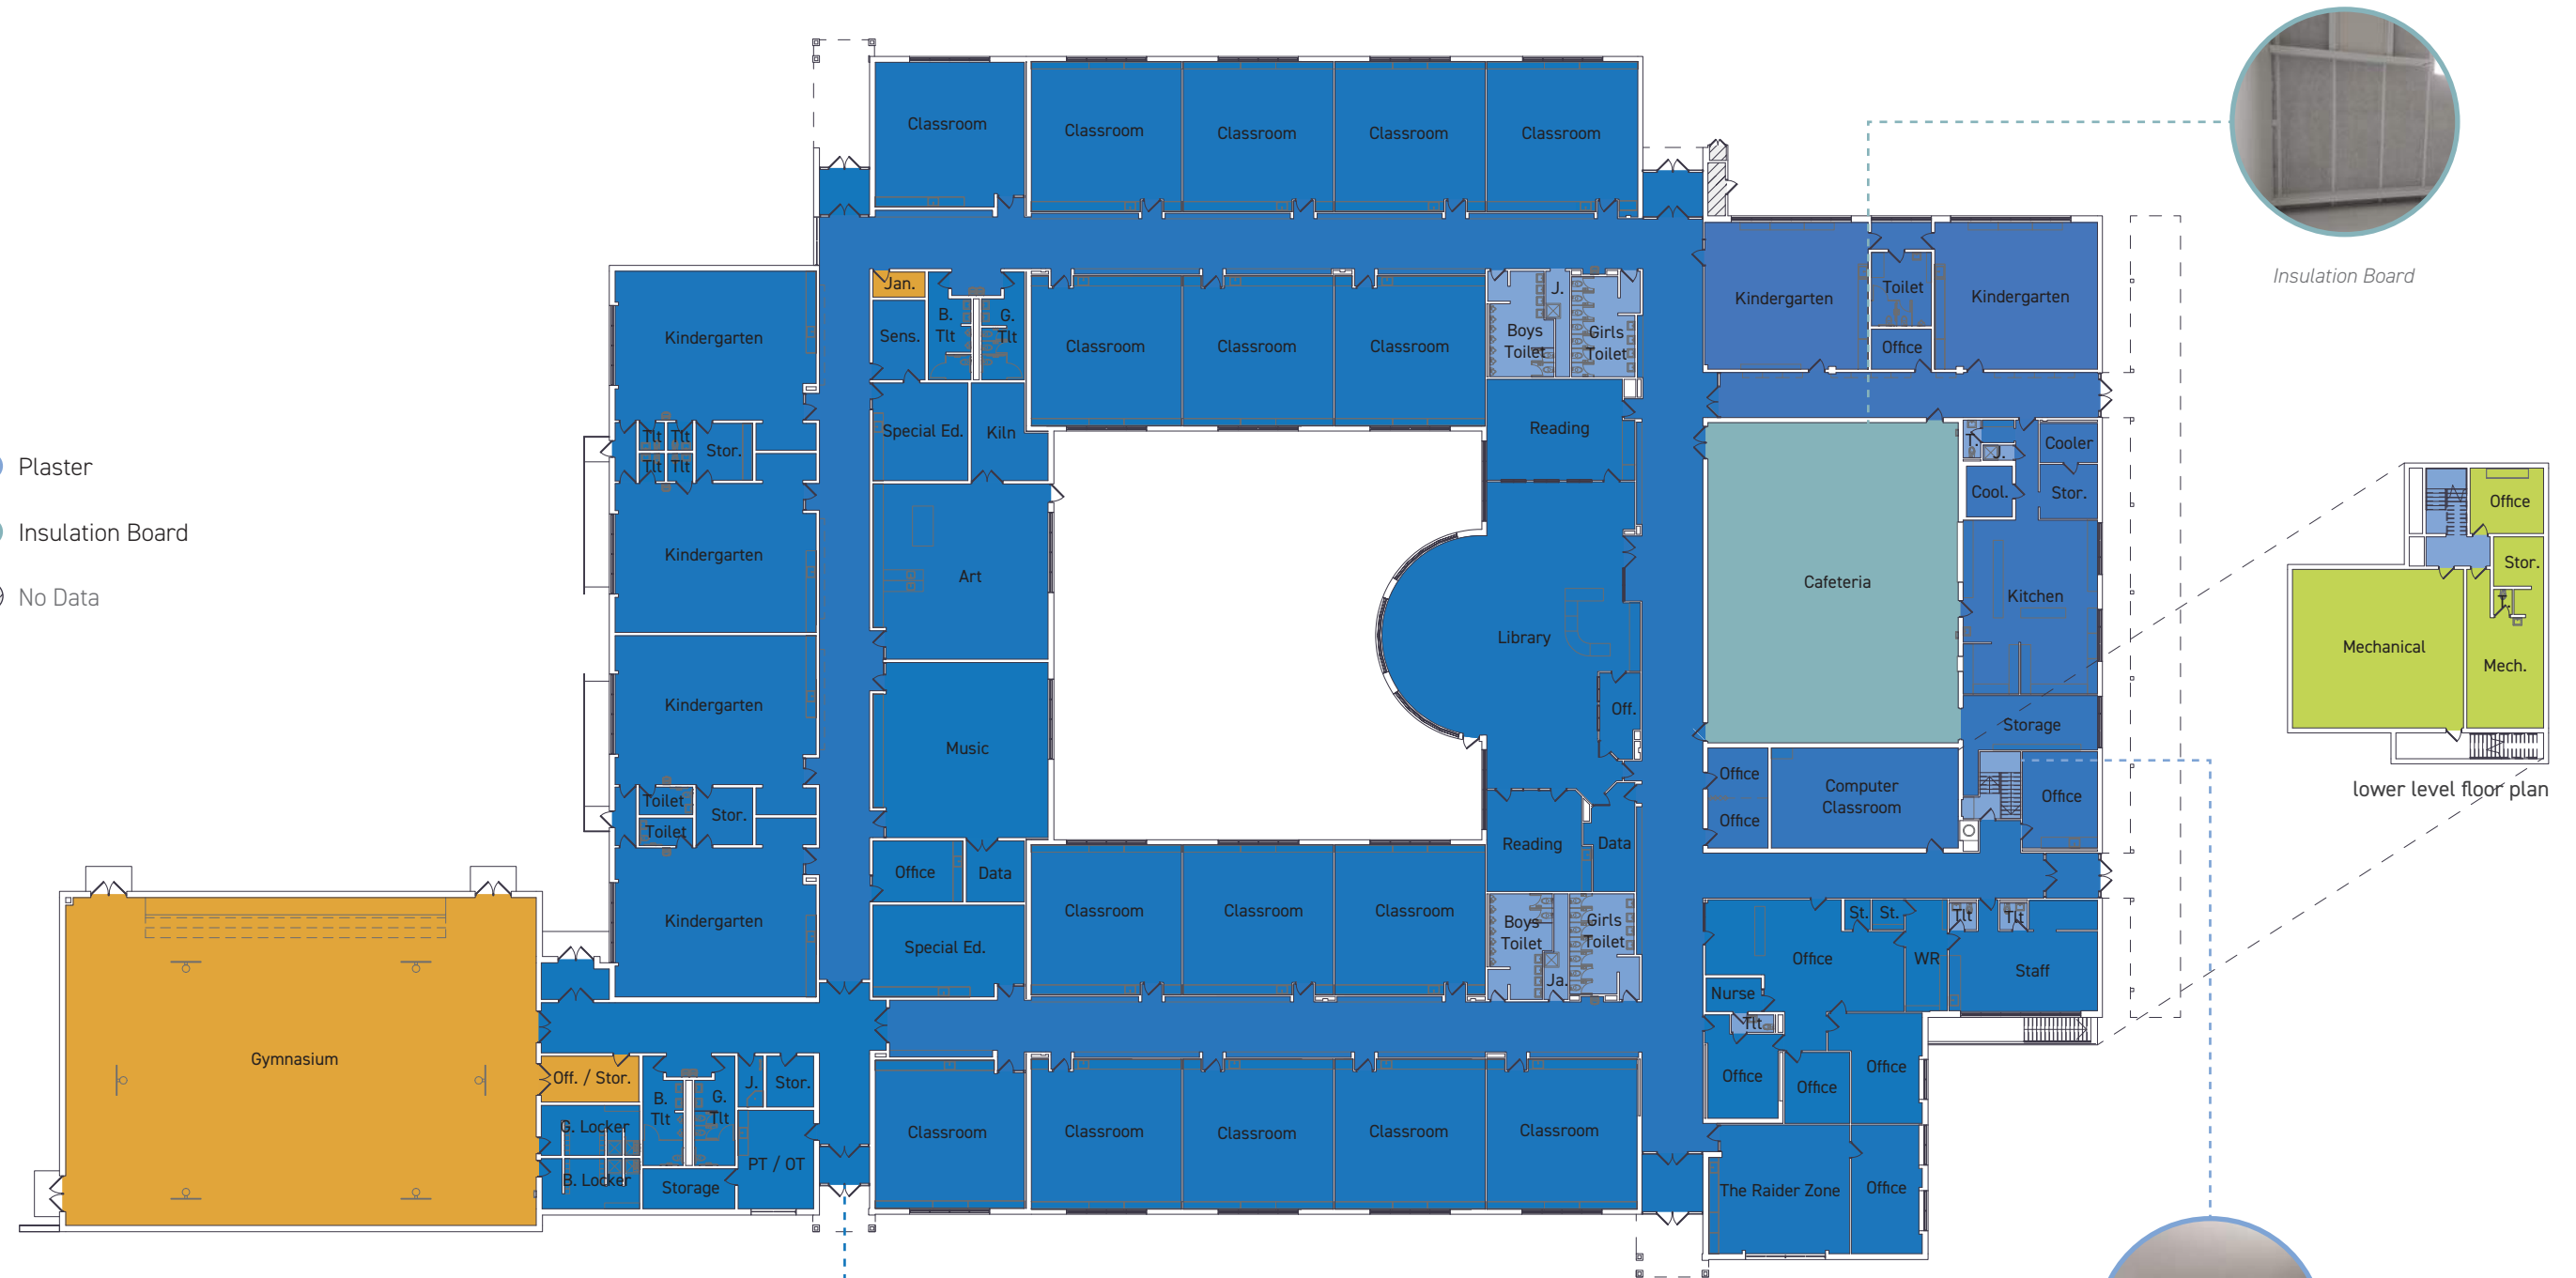 Classroom
Classroom
Classroom
Classroom
Classroom
Insulation Board
Kindergarten
Toilet
Kindergarten
Office
Jan.
Sens.
B.
Tlt
G.
Tlt
Kindergarten
Classroom
Classroom
Classroom
Boys
Toilet
J.
Girls
Toilet
Special Ed.
Kiln
Reading
Tlt
Tlt
Tlt
Tlt
Stor.
T.
J.
Cooler
Cool.
Stor.
Plaster
Insulation Board
No Data
Kindergarten
Art
Library
Cafeteria
Kitchen
Office
Stor.
Mechanical
Mech.
Kindergarten
Music
Off.
Storage
Toilet
Toilet
Stor.
Office
Office
Computer
Classroom
Office
lower level floor plan
Office
Data
Reading
Data
Kindergarten
Special Ed.
Classroom
Classroom
Classroom
Boys
Toilet
Ja.
Girls
Toilet
St.
St.
Tlt
Tlt
Office
WR
Staff
Nurse
Tlt
Gymnasium
Off. / Stor.
B.
Tlt
G.
Tlt
J.
Stor.
G. Locker
B. Locker
Storage
PT / OT
Classroom
Classroom
Classroom
Classroom
Classroom
Office
Office
Office
The Raider Zone
Office